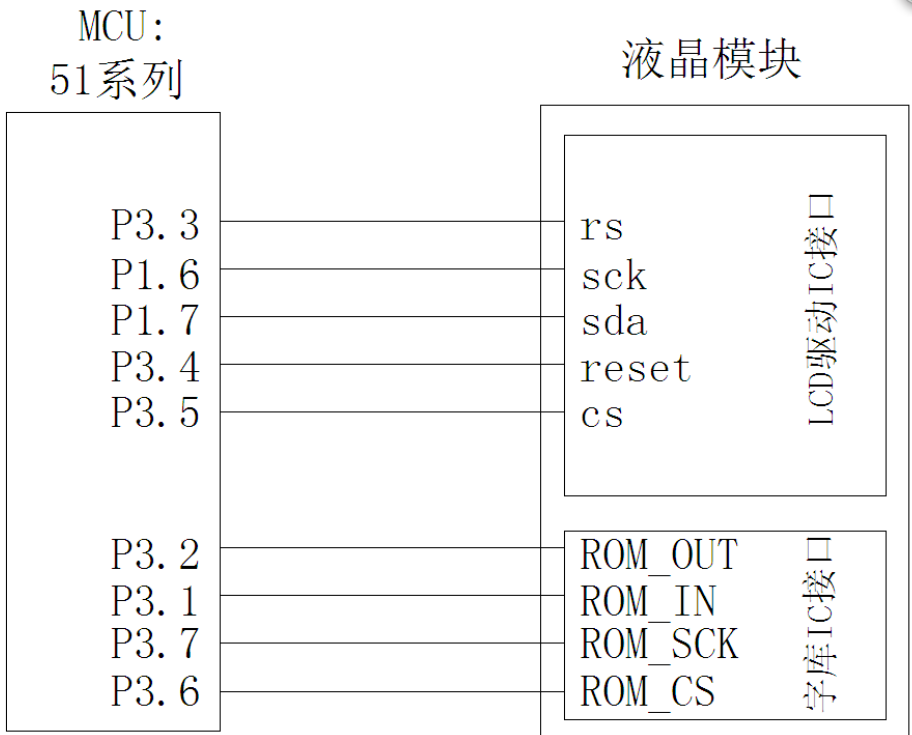 MCU:
51系列
液晶模块
P3.3
rs
P1.6
sck
P1.7
sda
P3.4
reset
P3.5
cs
LCD驱动IC接口
P3.2
ROM_OUT
P3.1
ROM_IN
P3.7
ROM_SCK
P3.6
ROM_CS
字库IC接口